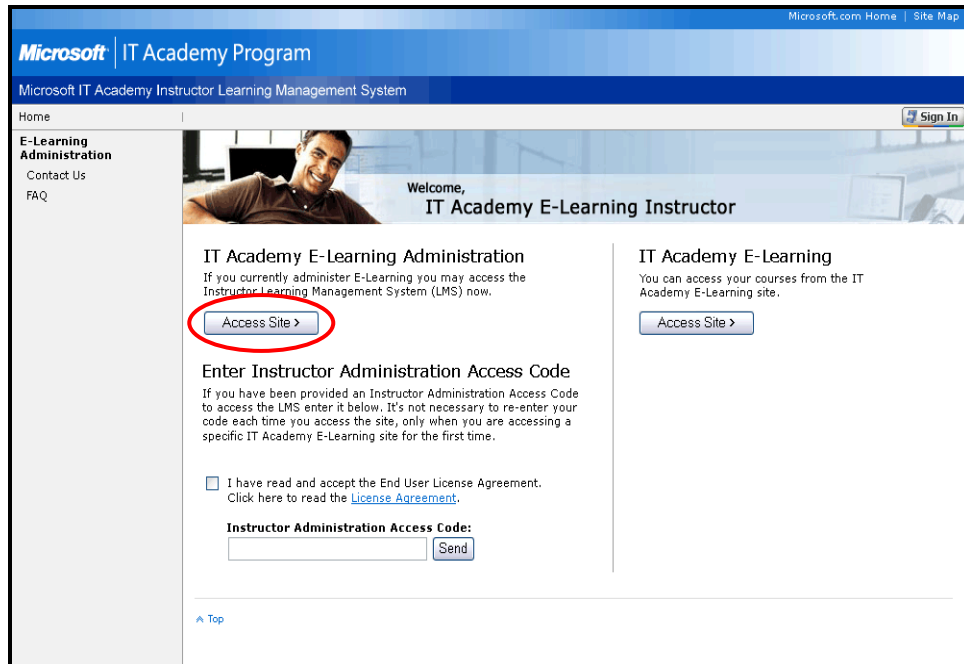 Microsoft.com Home | Site Map
Microsoft | IT Academy Program
Microsoft IT Academy Instructor Learning Management System
Home
Sign In
E-Learning
Administration
Contact Us
FAQ
Welcome,
IT Academy E-Learning Instructor
IT Academy E-Learning Administration
If you currently administer E-Learning you may access the
Instructor Learning Management System (LMS) now.
Access Site >
Enter Instructor Administration Access Code
If you have been provided an Instructor Administration Access Code
to access the LMS enter it below. It's not necessary to re-enter your
code each time you access the site, only when you are accessing a
specific IT Academy E-Learning site for the first time.
I have read and accept the End User License Agreement.
Click here to read the License Agreement.
Instructor Administration Access Code:
Send
IT Academy E-Learning
You can access your courses from the IT
Academy E-Learning site.
Access Site >
Top